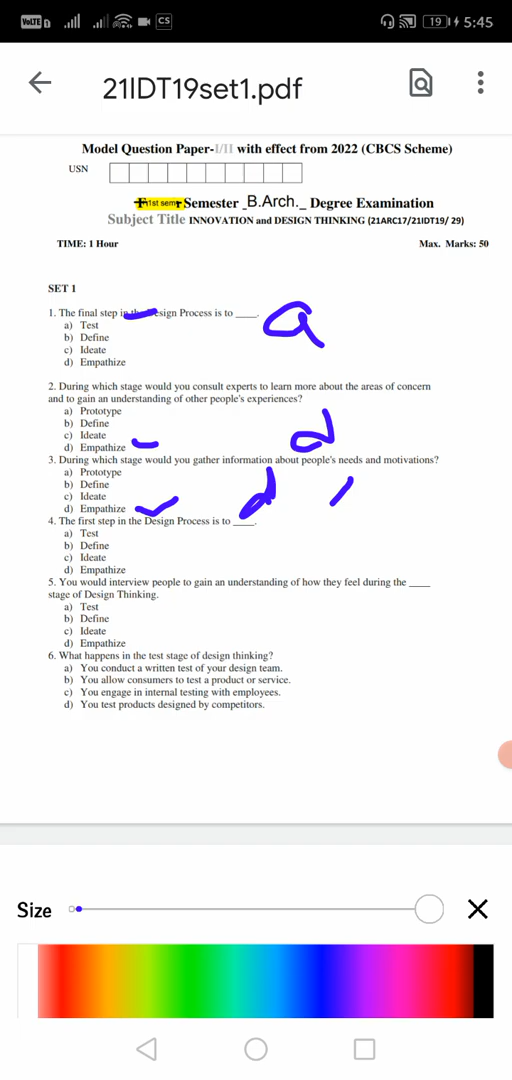 VoLTE D CS 19 5:45
21IDT19set1.pdf
Model Question Paper-I/II with effect from 2022 (CBCS Scheme)
USN
1st sem Semester _B.Arch._ Degree Examination
Subject Title INNOVATION and DESIGN THINKING (21ARC17/21IDT19/ 29)
TIME: 1 Hour Max. Marks: 50
SET 1
1. The final step in the Design Process is to ____. a
a) Test
b) Define
c) Ideate
d) Empathize
2. During which stage would you consult experts to learn more about the areas of concern
and to gain an understanding of other people's experiences?
a) Prototype
b) Define
c) Ideate d
d) Empathize
3. During which stage would you gather information about people's needs and motivations?
a) Prototype
b) Define
c) Ideate d
d) Empathize
4. The first step in the Design Process is to ____.
a) Test
b) Define
c) Ideate
d) Empathize
5. You would interview people to gain an understanding of how they feel during the ____
stage of Design Thinking.
a) Test
b) Define
c) Ideate
d) Empathize
6. What happens in the test stage of design thinking?
a) You conduct a written test of your design team.
b) You allow consumers to test a product or service.
c) You engage in internal testing with employees.
d) You test products designed by competitors.
Size